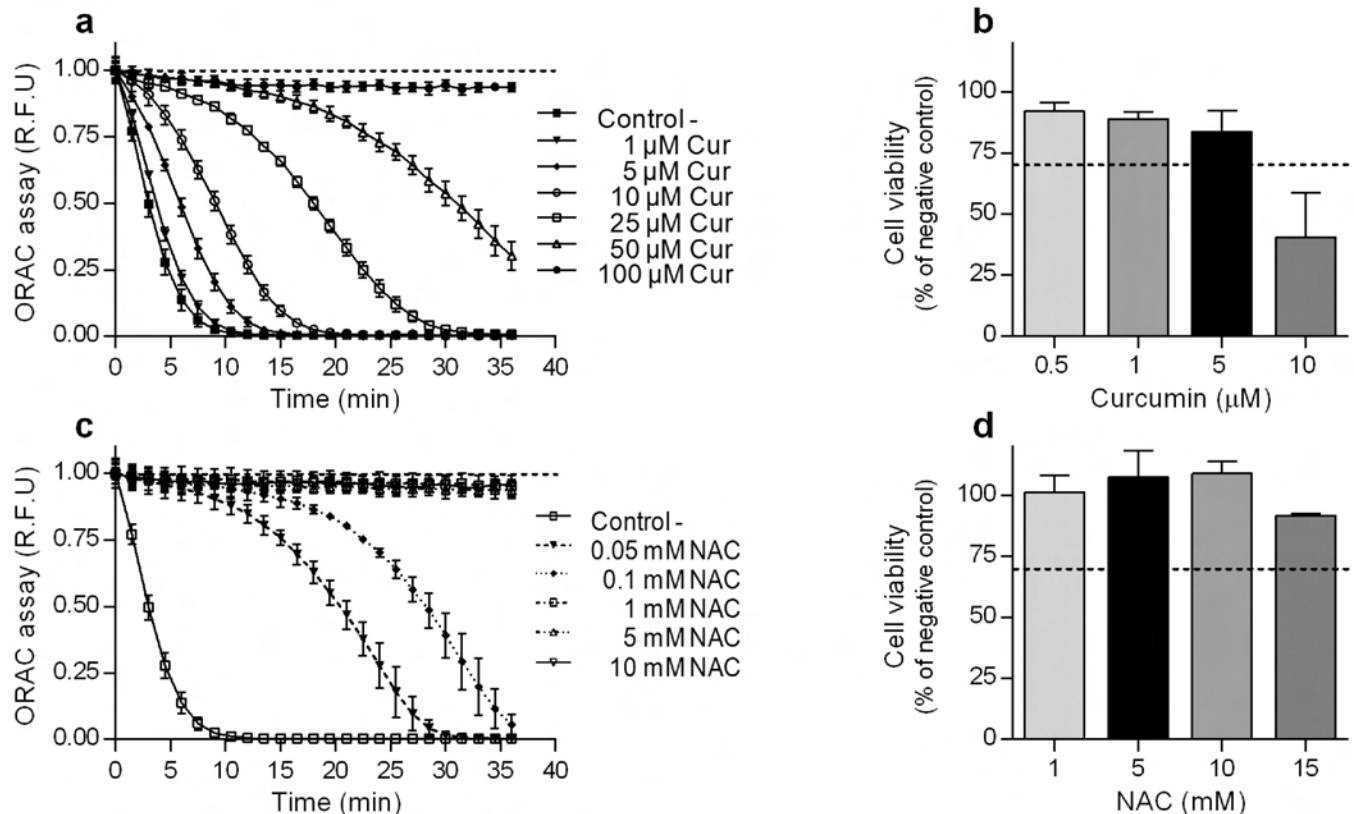 a
ORAC assay (R.F.U)
1.00
0.75
0.50
0.25
0.00
0 5 10 15 20 25 30 35 40
Time (min)
Control -
1 µM Cur
5 µM Cur
10 µM Cur
25 µM Cur
50 µM Cur
100 µM Cur
b
Cell viability
(% of negative control)
100
75
50
25
0
0.5 1 5 10
Curcumin (µM)
c
ORAC assay (R.F.U)
1.00
0.75
0.50
0.25
0.00
0 5 10 15 20 25 30 35 40
Time (min)
Control -
0.05 mM NAC
0.1 mM NAC
1 mM NAC
5 mM NAC
10 mM NAC
d
Cell viability
(% of negative control)
100
75
50
25
0
1 5 10 15
NAC (mM)